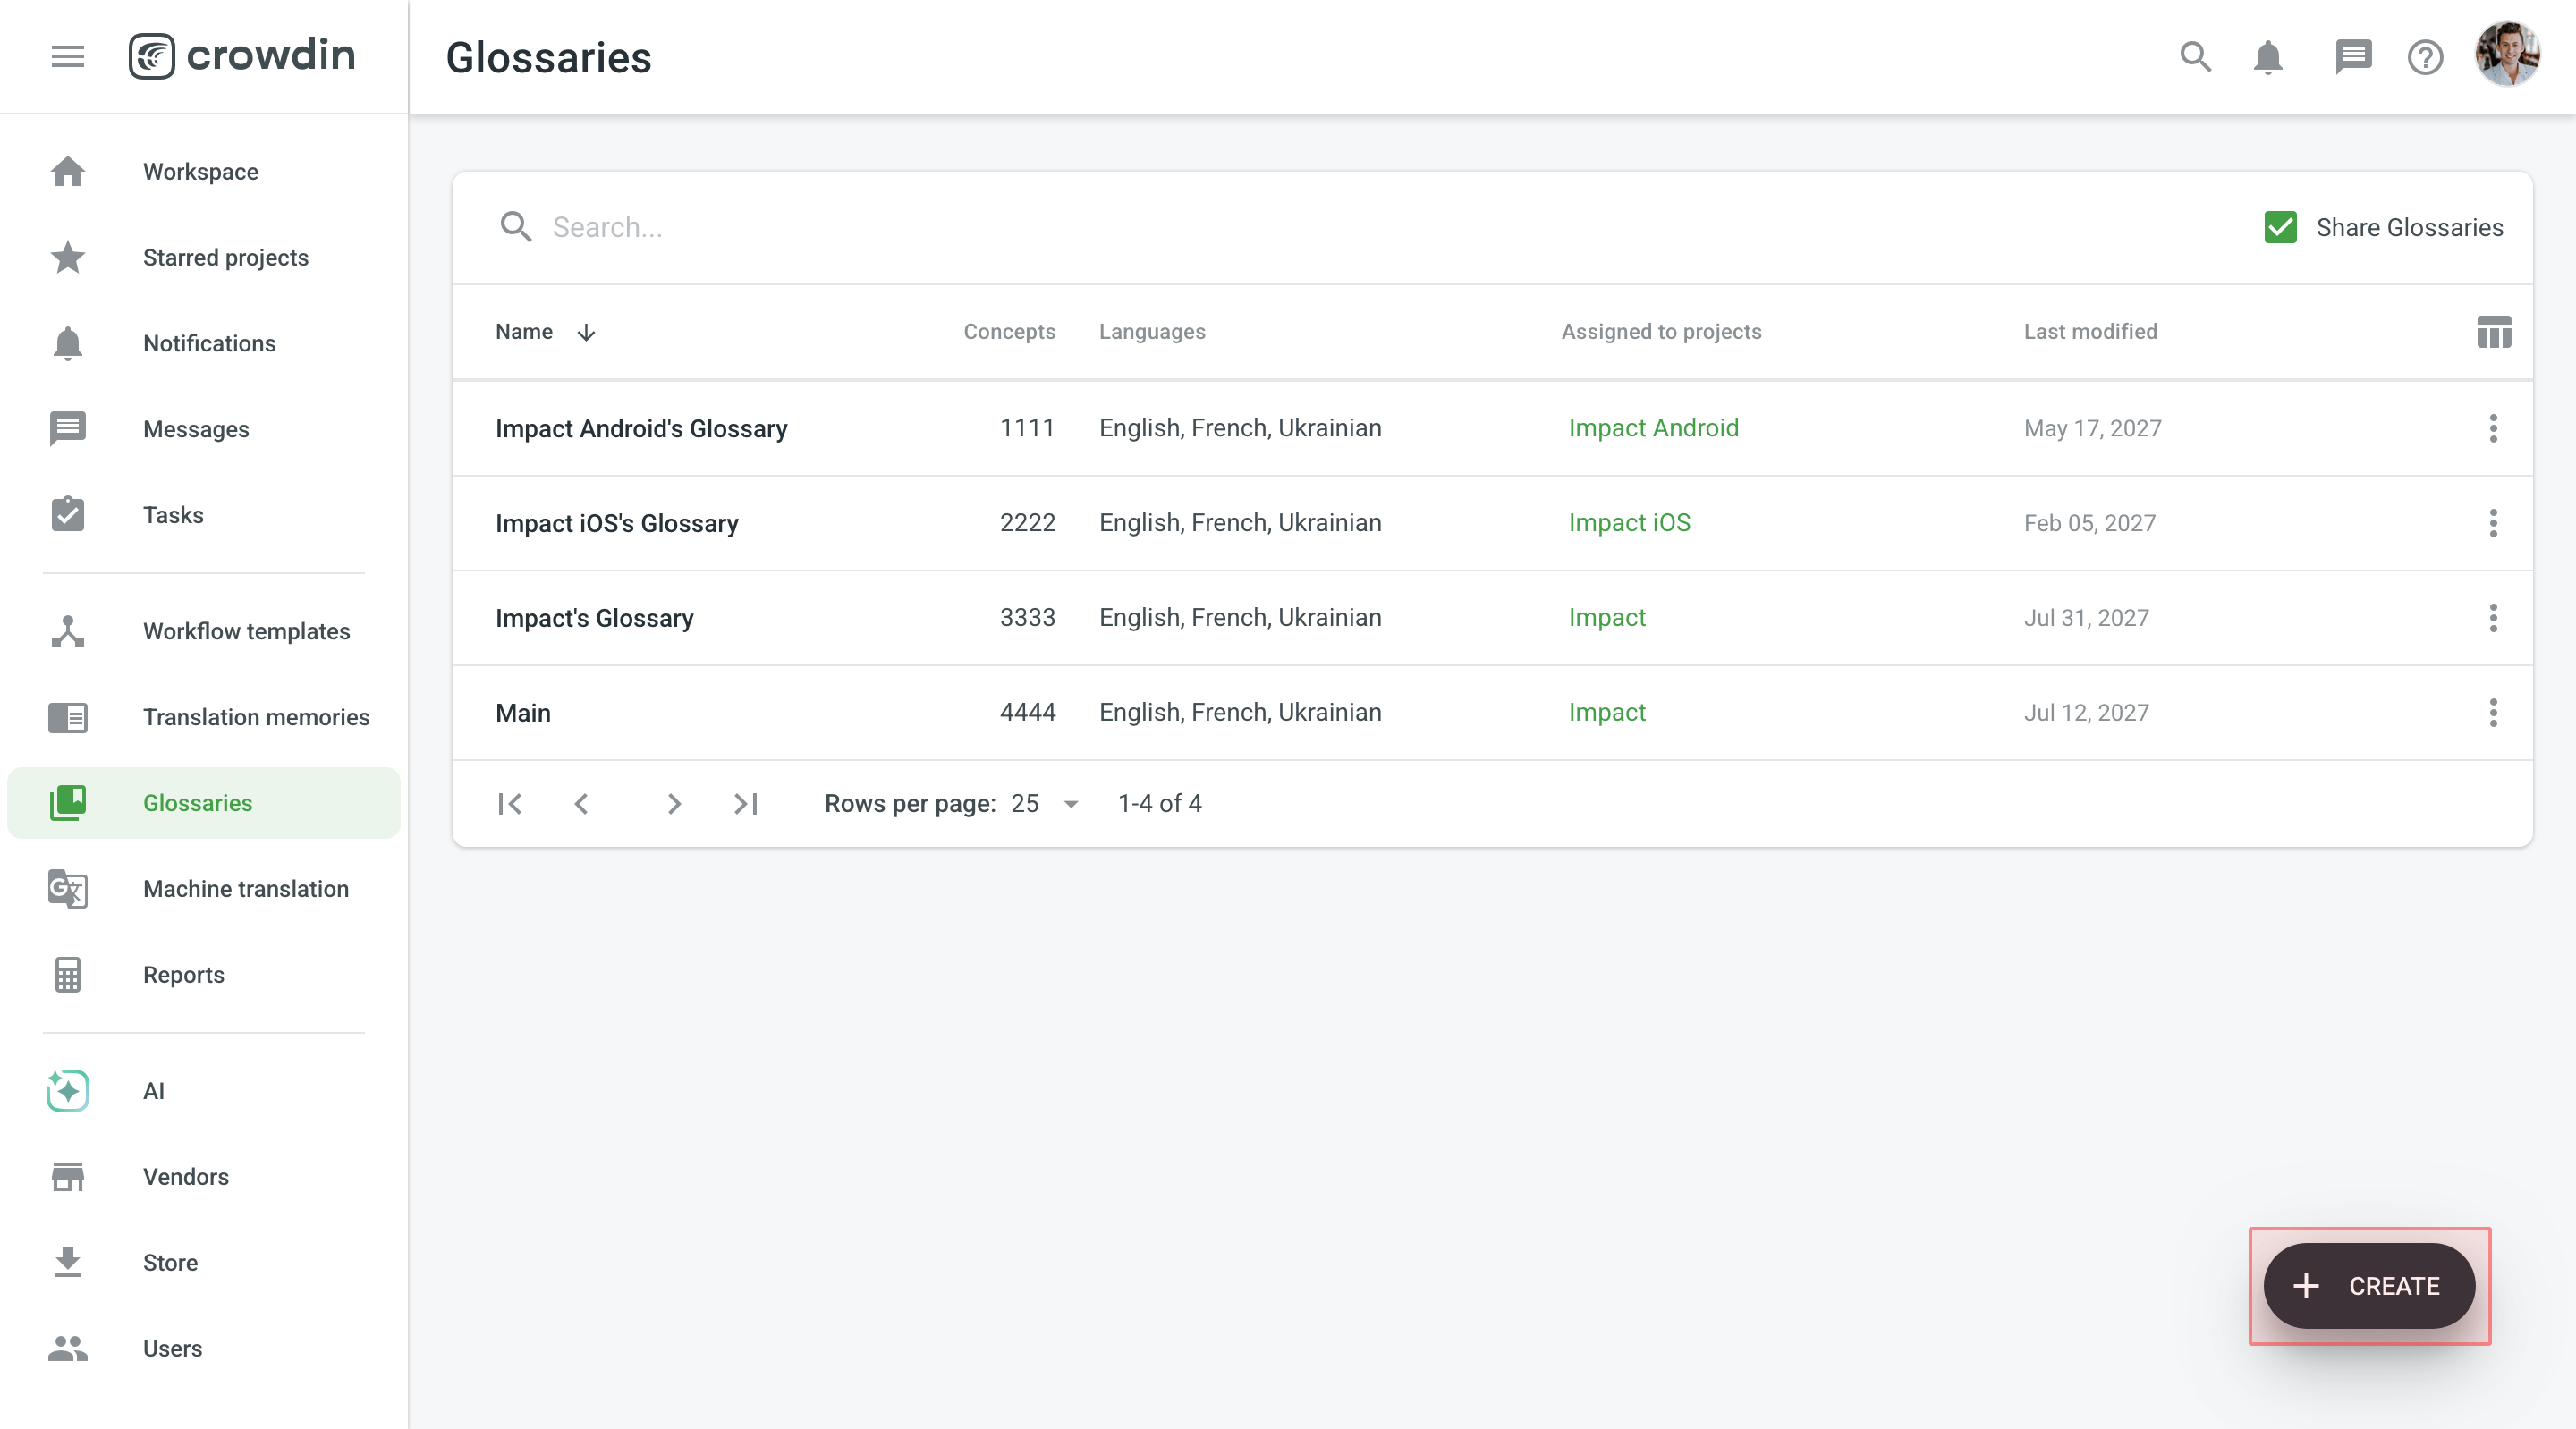 crowdin
Glossaries
Workspace
Starred projects
Notifications
Messages
Tasks
Workflow templates
Translation memories
Glossaries
Machine translation
Reports
AI
Vendors
Store
Users
Search...
Share Glossaries
Name Concepts Languages Assigned to projects Last modified
Impact Android's Glossary 1111 English, French, Ukrainian Impact Android May 17, 2027
Impact iOS's Glossary 2222 English, French, Ukrainian Impact iOS Feb 05, 2027
Impact's Glossary 3333 English, French, Ukrainian Impact Jul 31, 2027
Main 4444 English, French, Ukrainian Impact Jul 12, 2027
Rows per page: 25 1-4 of 4
CREATE